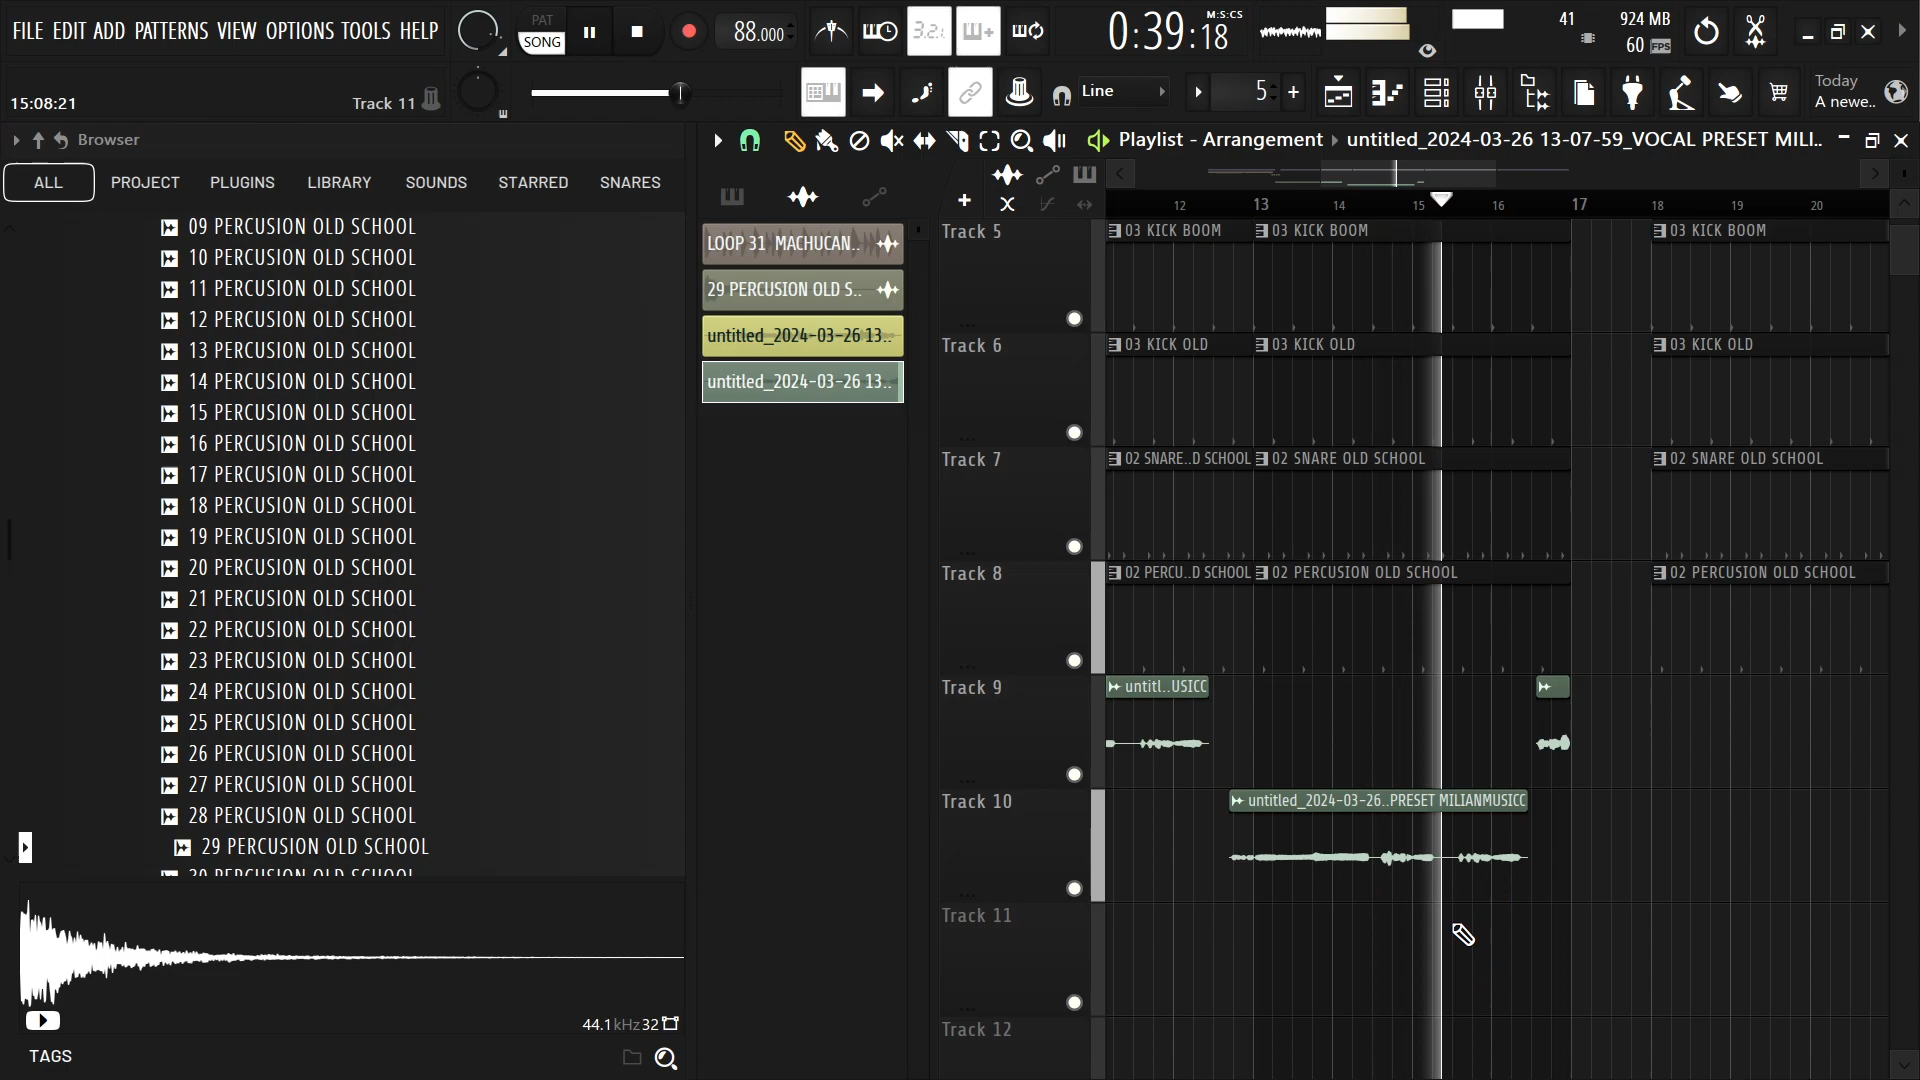 FILE EDIT ADD PATTERNS VIEW OPTIONS TOOLS HELP
PAT
SONG
88.000
3.2.1.
0:39:18
M:S:CS
41
924 MB
60 FPS
15:08:21
Track 11
Line
5
Today
A newe..
Browser
Playlist - Arrangement › untitled_2024-03-26 13-07-59_VOCAL PRESET MILI..
ALL
PROJECT
PLUGINS
LIBRARY
SOUNDS
STARRED
SNARES
09 PERCUSION OLD SCHOOL
10 PERCUSION OLD SCHOOL
11 PERCUSION OLD SCHOOL
12 PERCUSION OLD SCHOOL
13 PERCUSION OLD SCHOOL
14 PERCUSION OLD SCHOOL
15 PERCUSION OLD SCHOOL
16 PERCUSION OLD SCHOOL
17 PERCUSION OLD SCHOOL
18 PERCUSION OLD SCHOOL
19 PERCUSION OLD SCHOOL
20 PERCUSION OLD SCHOOL
21 PERCUSION OLD SCHOOL
22 PERCUSION OLD SCHOOL
23 PERCUSION OLD SCHOOL
24 PERCUSION OLD SCHOOL
25 PERCUSION OLD SCHOOL
26 PERCUSION OLD SCHOOL
27 PERCUSION OLD SCHOOL
28 PERCUSION OLD SCHOOL
29 PERCUSION OLD SCHOOL
30 PERCUSION OLD SCHOOL
44.1kHz 32
TAGS
LOOP 31 MACHUCAN..
29 PERCUSION OLD S..
untitled_2024-03-26 13..
untitled_2024-03-26 13..
12 13 14 15 16 17 18 19 20
Track 5
03 KICK BOOM
03 KICK BOOM
03 KICK BOOM
Track 6
03 KICK OLD
03 KICK OLD
03 KICK OLD
Track 7
02 SNARE..D SCHOOL
02 SNARE OLD SCHOOL
02 SNARE OLD SCHOOL
Track 8
02 PERCU..D SCHOOL
02 PERCUSION OLD SCHOOL
02 PERCUSION OLD SCHOOL
Track 9
untitl..USICC
Track 10
untitled_2024-03-26..PRESET MILIANMUSICC
Track 11
Track 12